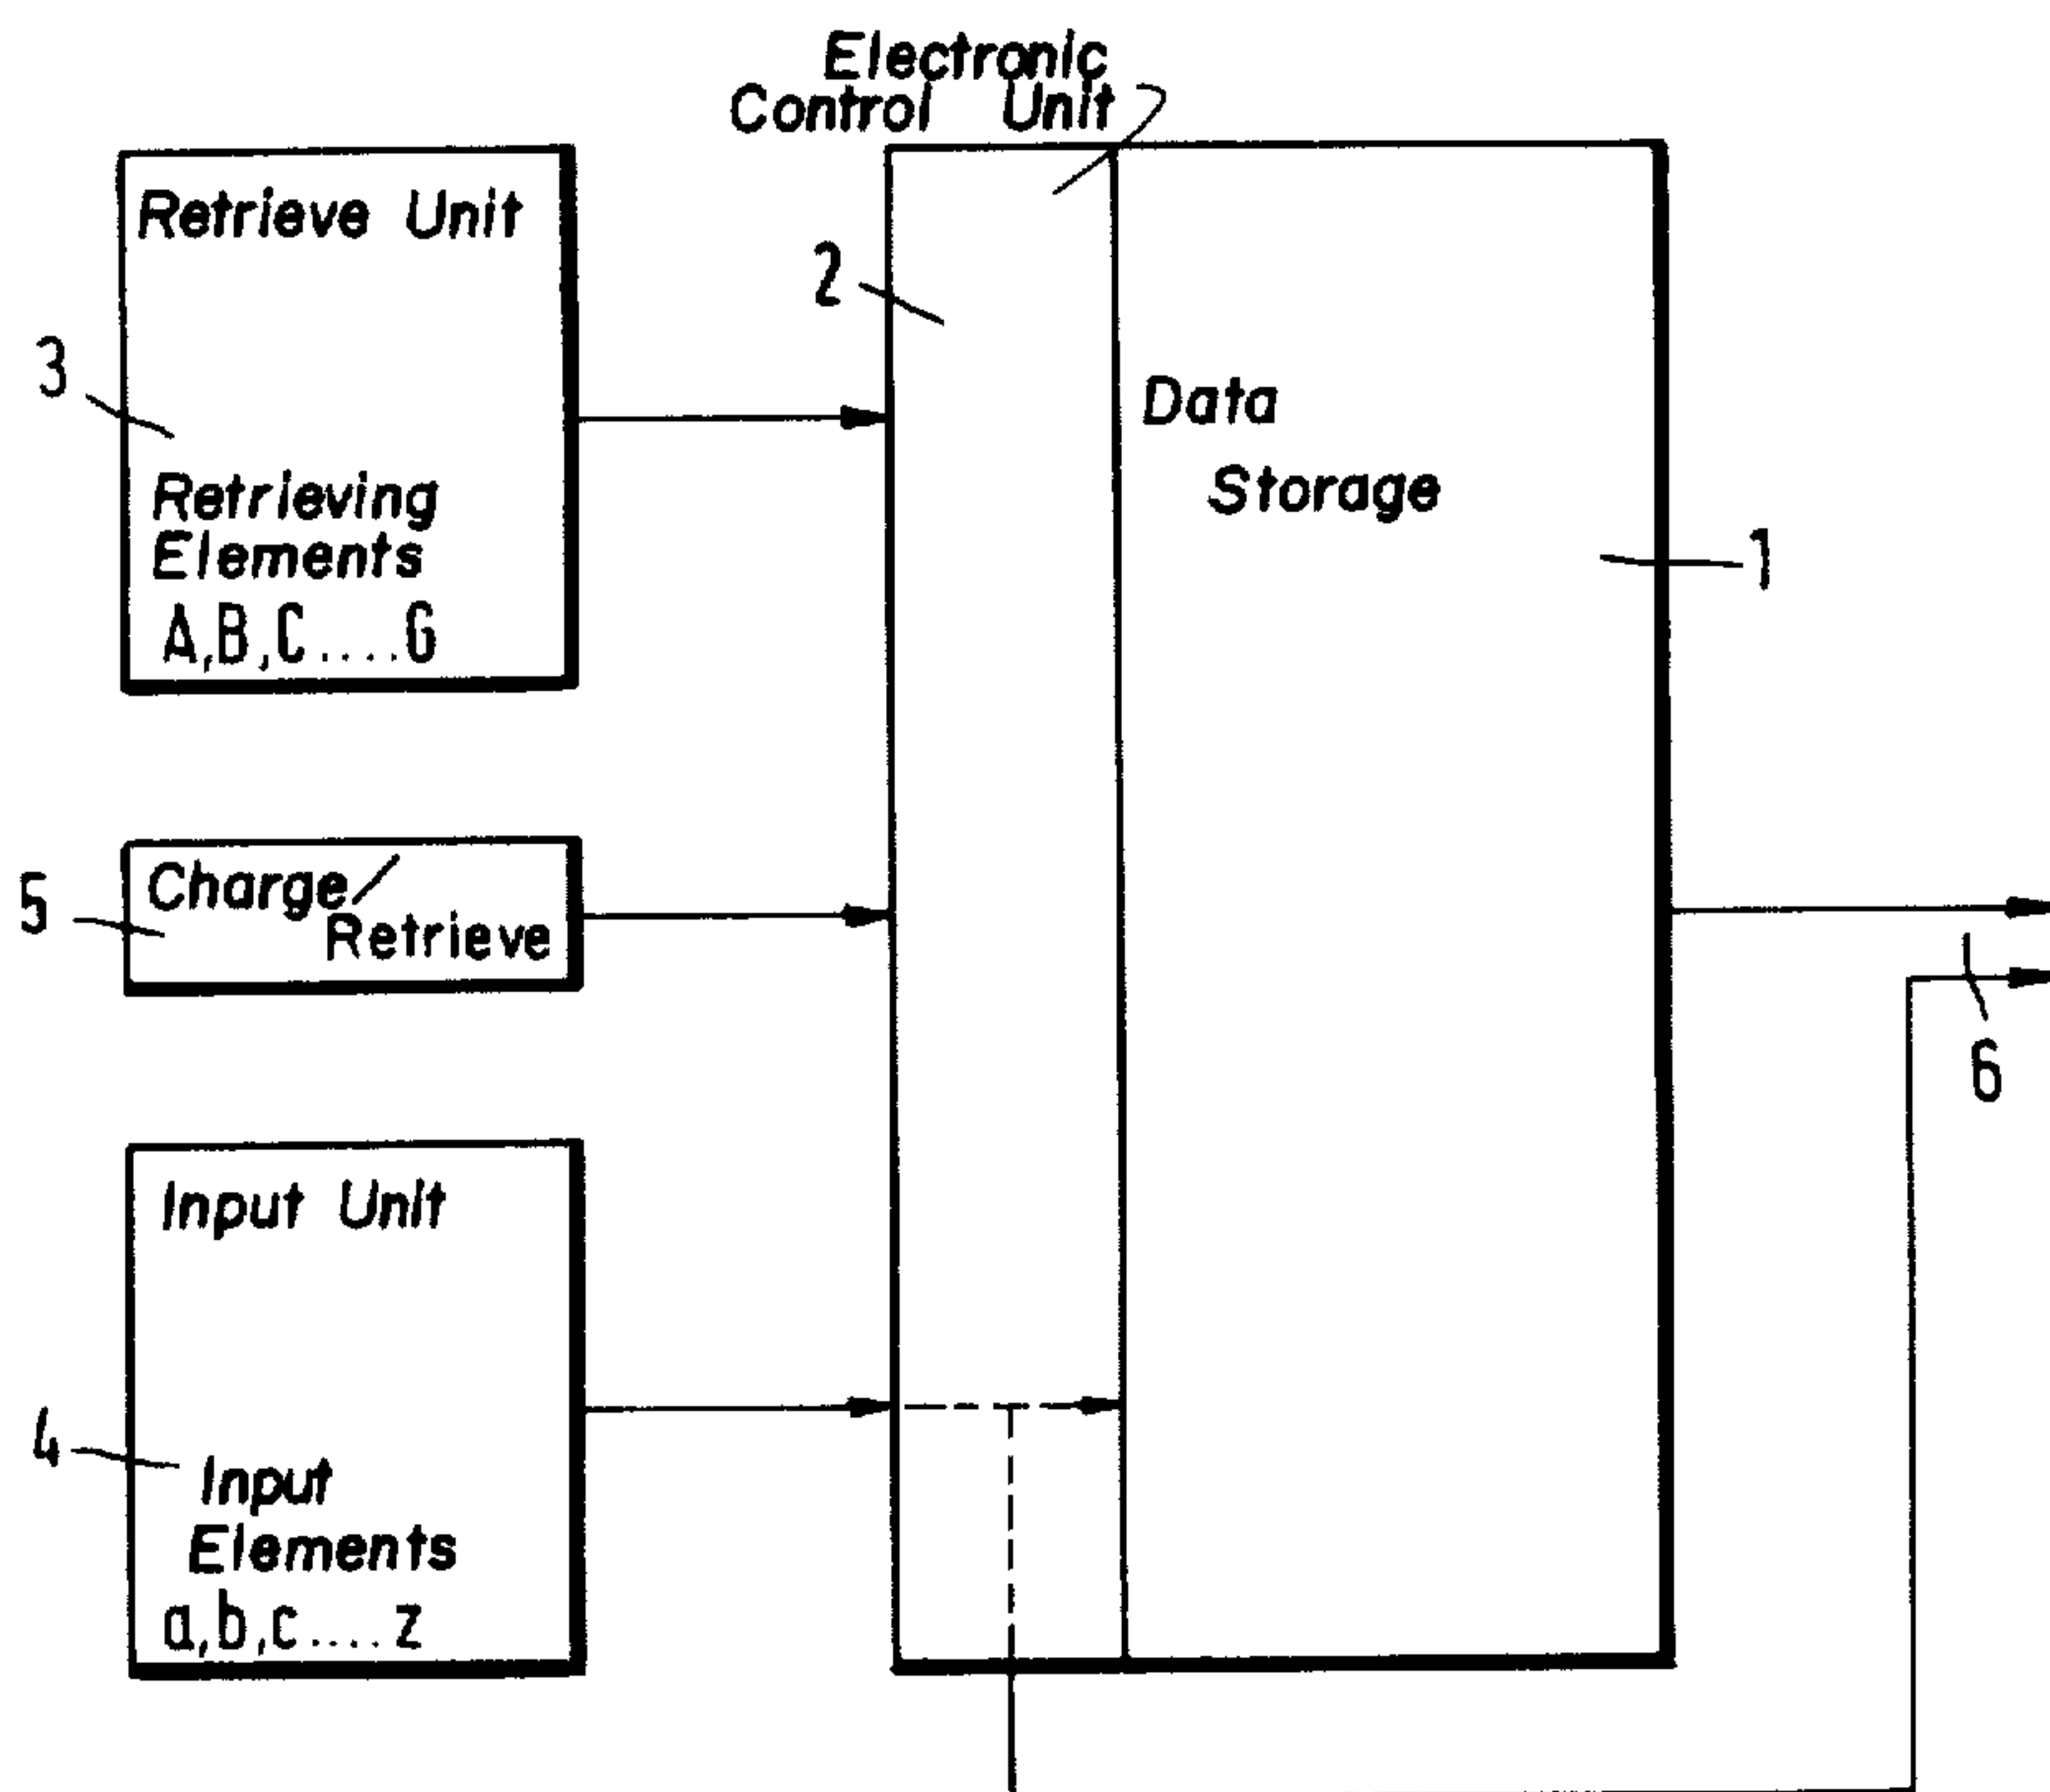 Electronic
Control Unit
Retrieve Unit
2
3
Data
Storage
Retrieving
Elements
A,B,C....G
1
5
Charge/
Retrieve
6
Input Unit
4
Input
Elements
a,b,c....z